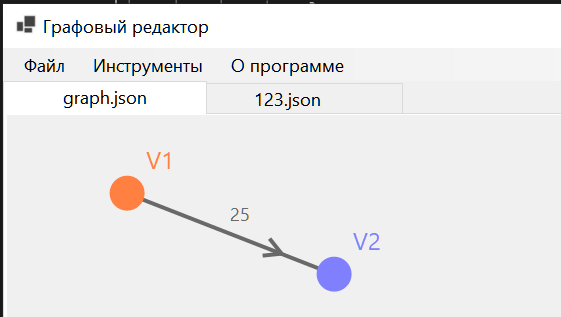 Графовый редактор
Файл Инструменты О программе
graph.json 123.json
V1
25
V2